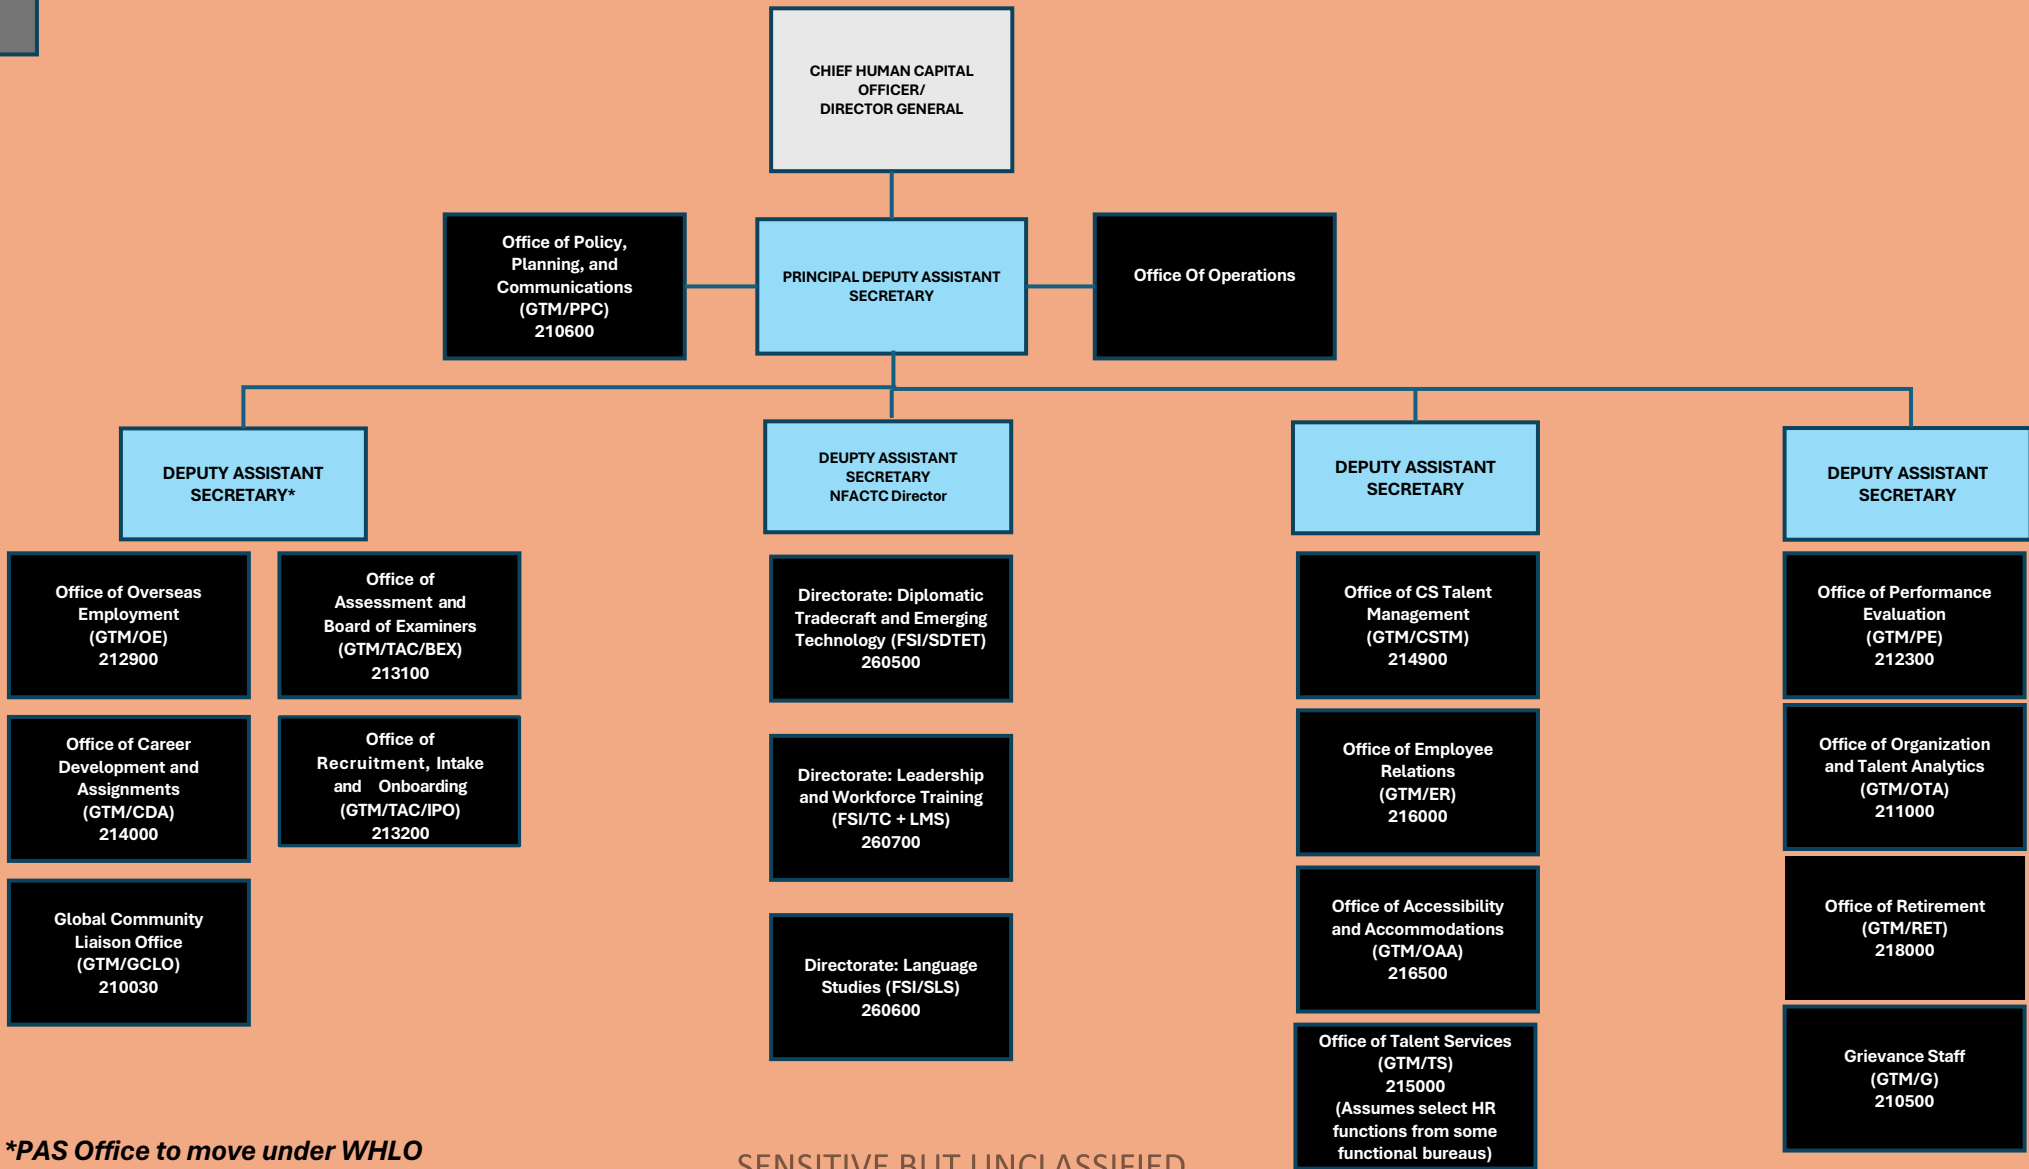 CHIEF HUMAN CAPITAL
OFFICER/
DIRECTOR GENERAL
Office of Policy,
Planning, and
Communications
(GTM/PPC)
210600
PRINCIPAL DEPUTY ASSISTANT
SECRETARY
Office Of Operations
DEPUTY ASSISTANT
SECRETARY*
Office of Overseas
Employment
(GTM/OE)
212900
Office of
Assessment and
Board of Examiners
(GTM/TAC/BEX)
213100
Office of Career
Development and
Assignments
(GTM/CDA)
214000
Office of
Recruitment, Intake
and Onboarding
(GTM/TAC/IPO)
213200
Global Community
Liaison Office
(GTM/GCLO)
210030
DEUPTY ASSISTANT
SECRETARY
NFACTC Director
Directorate: Diplomatic
Tradecraft and Emerging
Technology (FSI/SDTET)
260500
Directorate: Leadership
and Workforce Training
(FSI/TC + LMS)
260700
Directorate: Language
Studies (FSI/SLS)
260600
DEPUTY ASSISTANT
SECRETARY
Office of CS Talent
Management
(GTM/CSTM)
214900
Office of Employee
Relations
(GTM/ER)
216000
Office of Accessibility
and Accommodations
(GTM/OAA)
216500
Office of Talent Services
(GTM/TS)
215000
(Assumes select HR
functions from some
functional bureaus)
DEPUTY ASSISTANT
SECRETARY
Office of Performance
Evaluation
(GTM/PE)
212300
Office of Organization
and Talent Analytics
(GTM/OTA)
211000
Office of Retirement
(GTM/RET)
218000
Grievance Staff
(GTM/G)
210500
*PAS Office to move under WHLO
SENSITIVE BUT UNCLASSIFIED